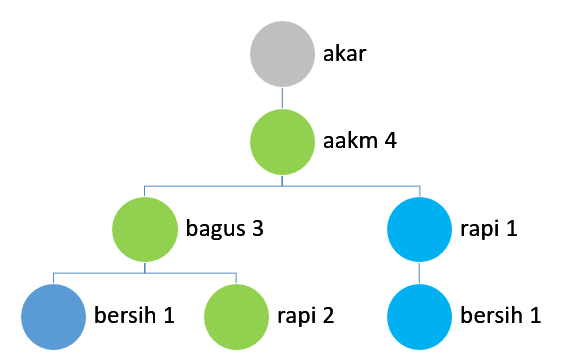 akar
aakm 4
bagus 3
rapi 1
bersih 1
rapi 2
bersih 1